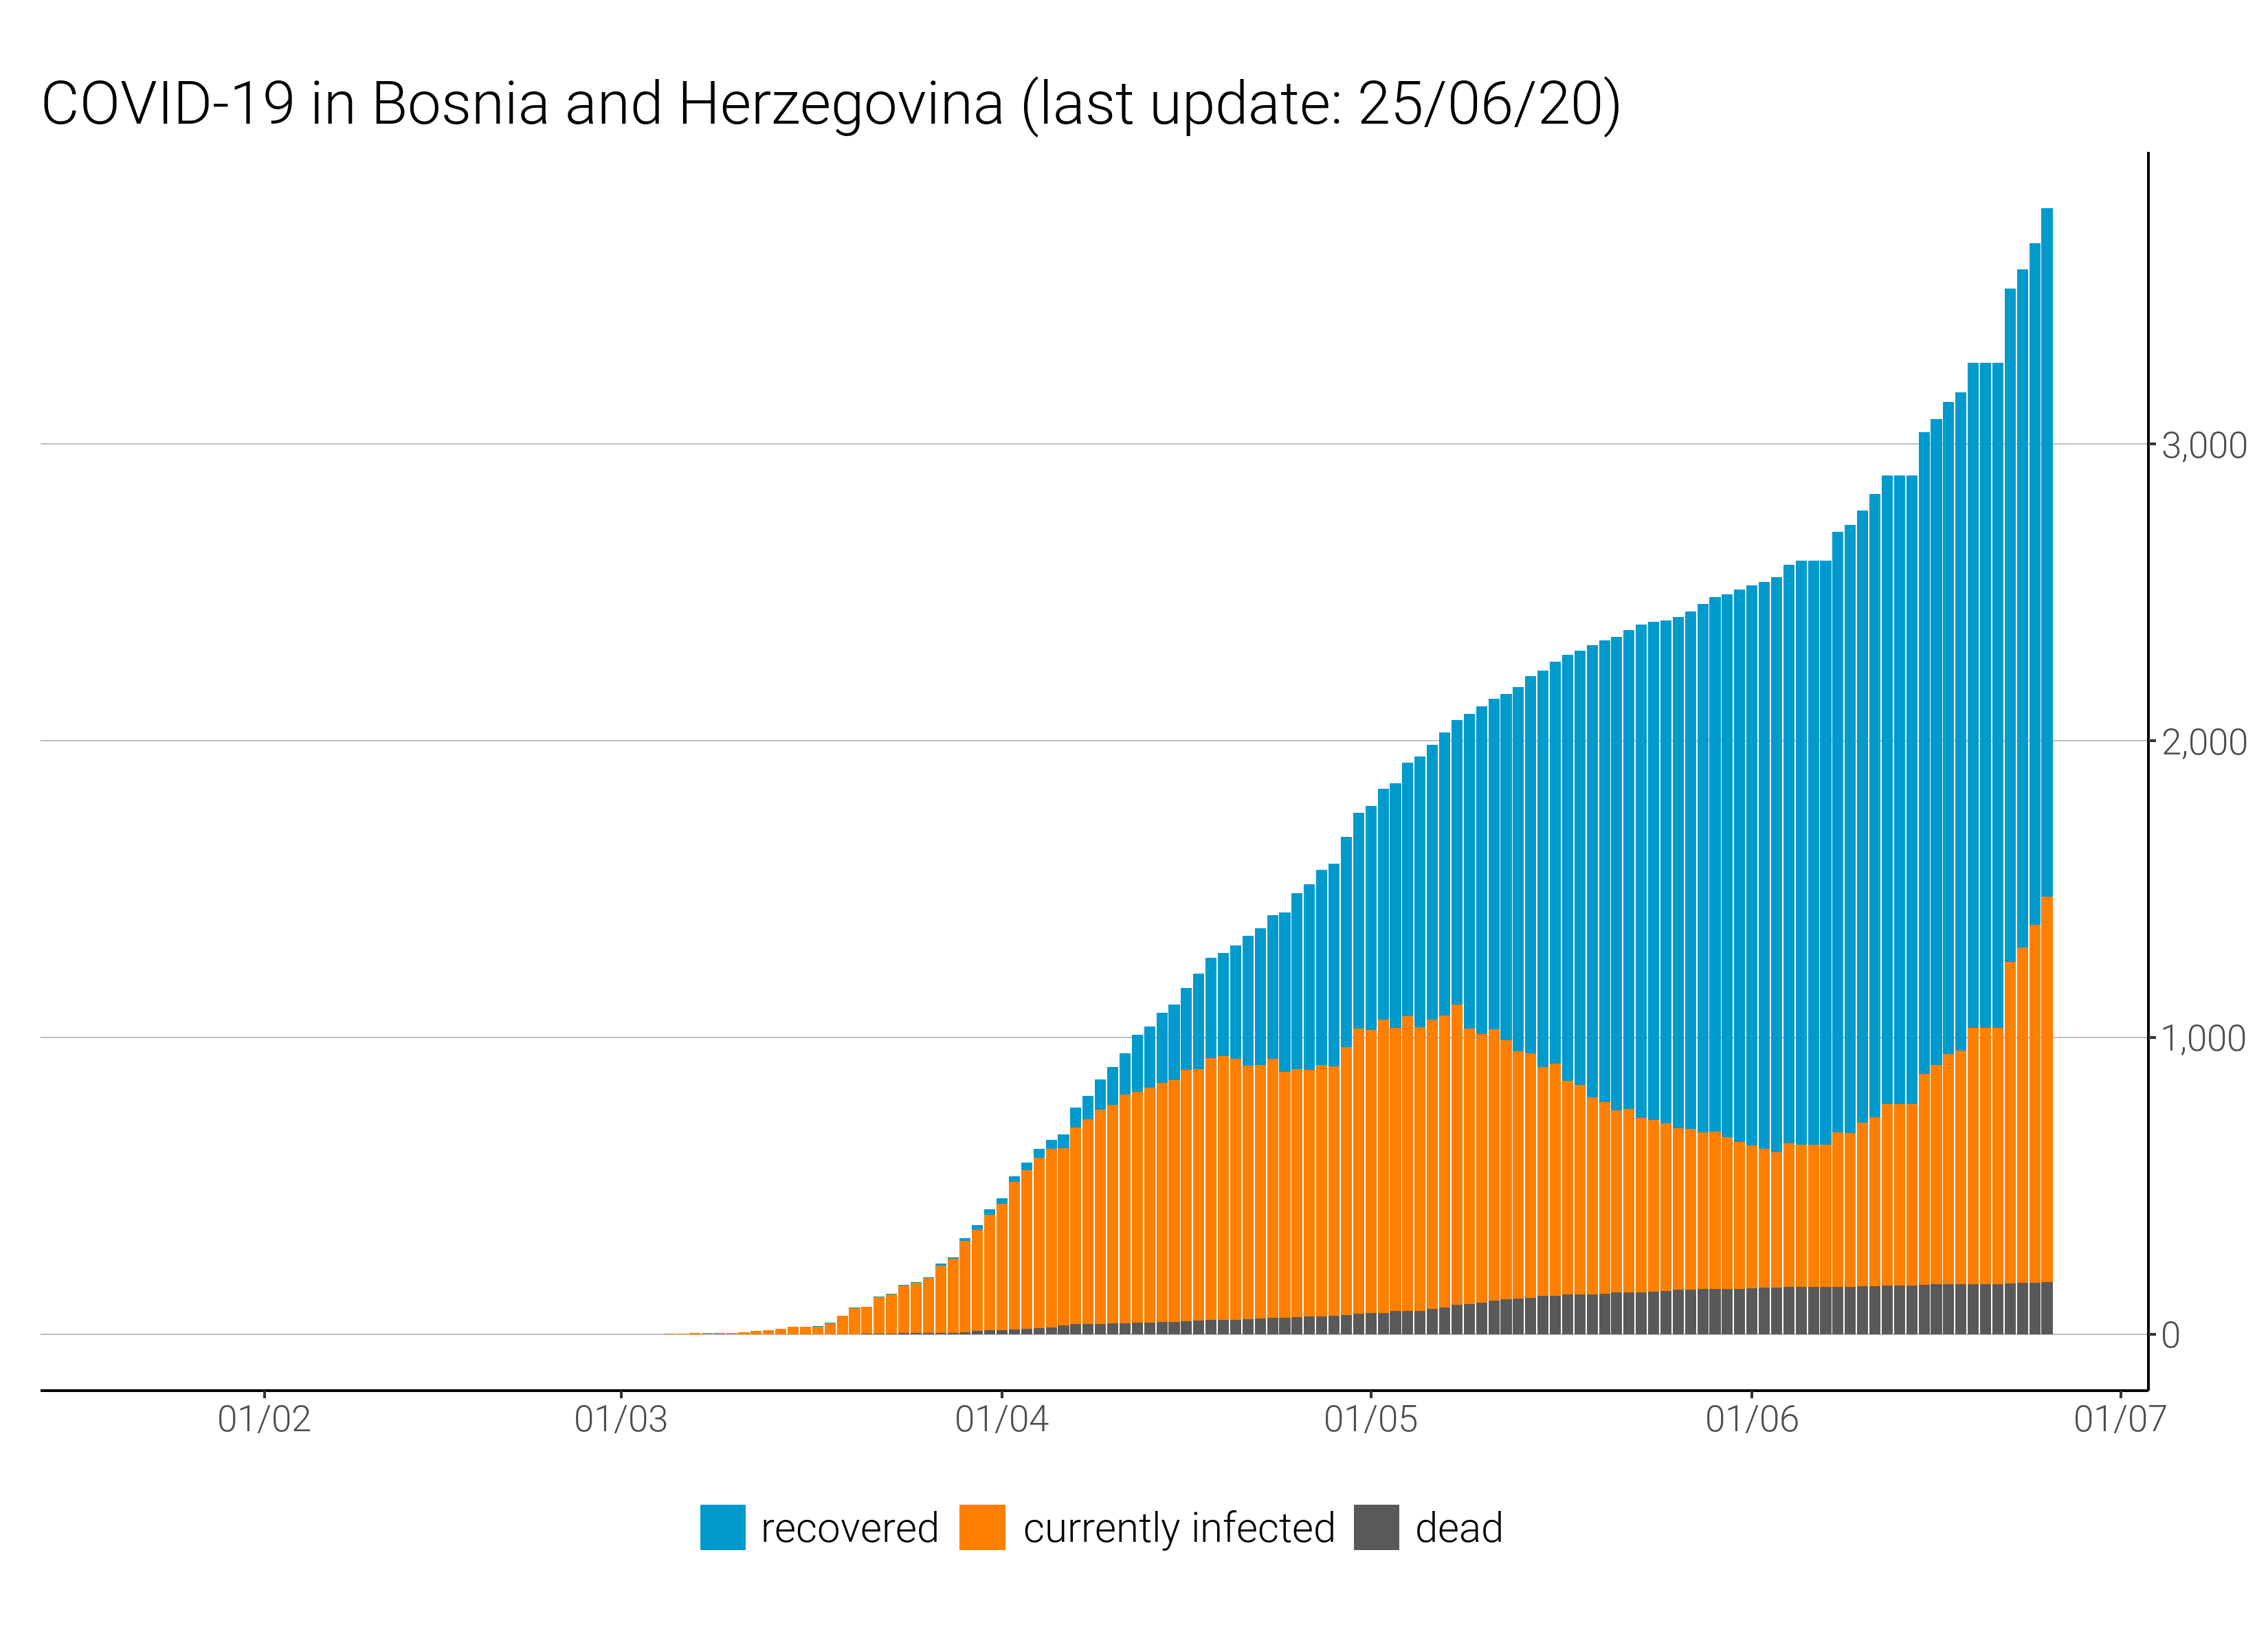 COVID-19 in Bosnia and Herzegovina (last update: 25/06/20)
3,000
2,000
1,000
0
01/02 01/03 01/04 01/05 01/06 01/07
recovered currently infected dead